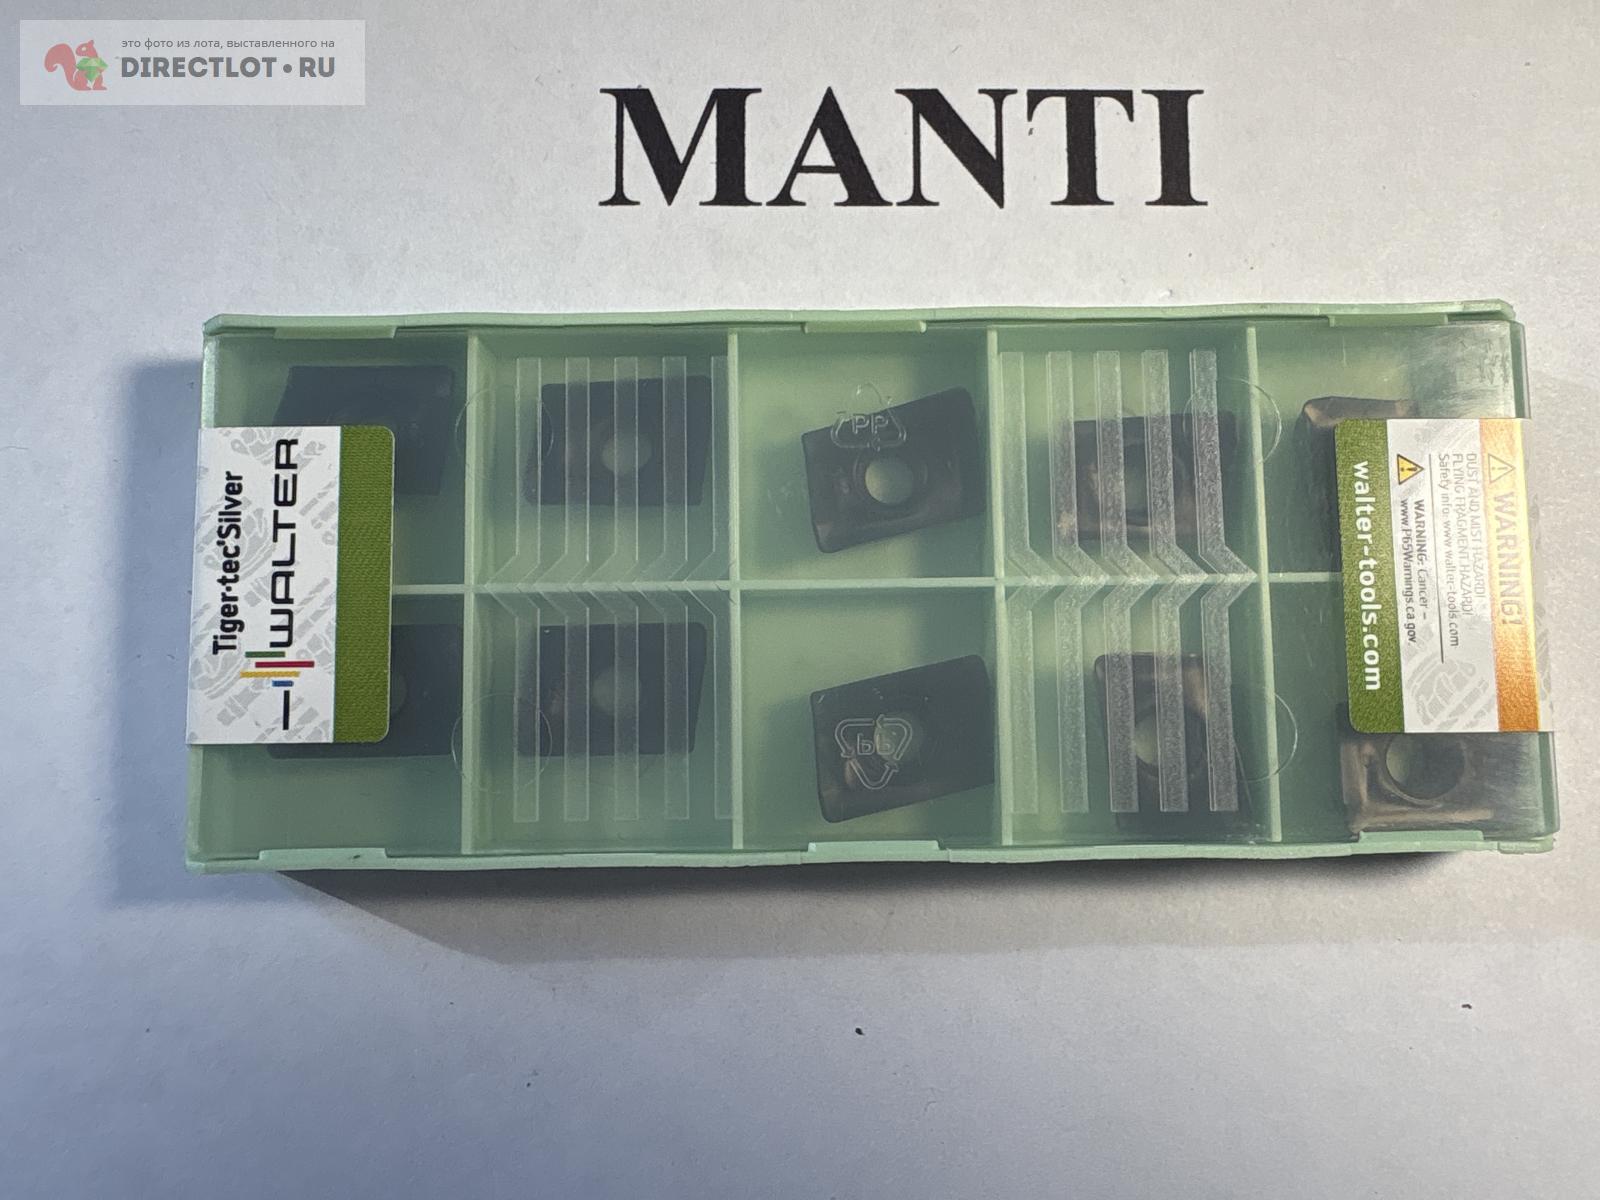 это фото из лота, выставленного на
DIRECTLOT•RU
MANTI
Tiger·tec®Silver
WALTER
PP
PP
WARNING!
DUST AND MIST HAZARD!
FLYING FRAGMENT HAZARD!
Safety info: www.walter-tools.com
WARNING: Cancer –
www.P65Warnings.ca.gov
walter-tools.com